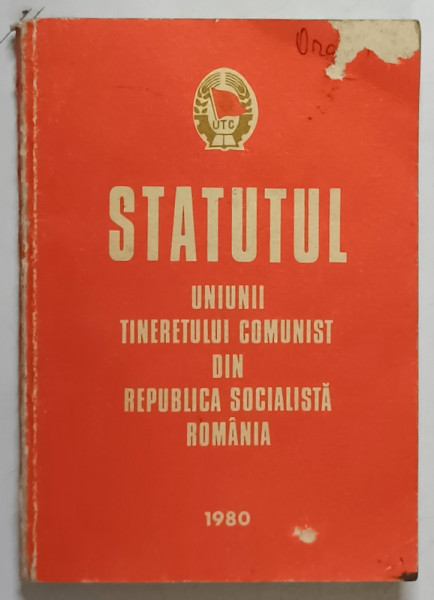 UTC
STATUTUL
UNIUNII
TINERETULUI COMUNIST
DIN
REPUBLICA SOCIALISTĂ
ROMÂNIA
1980